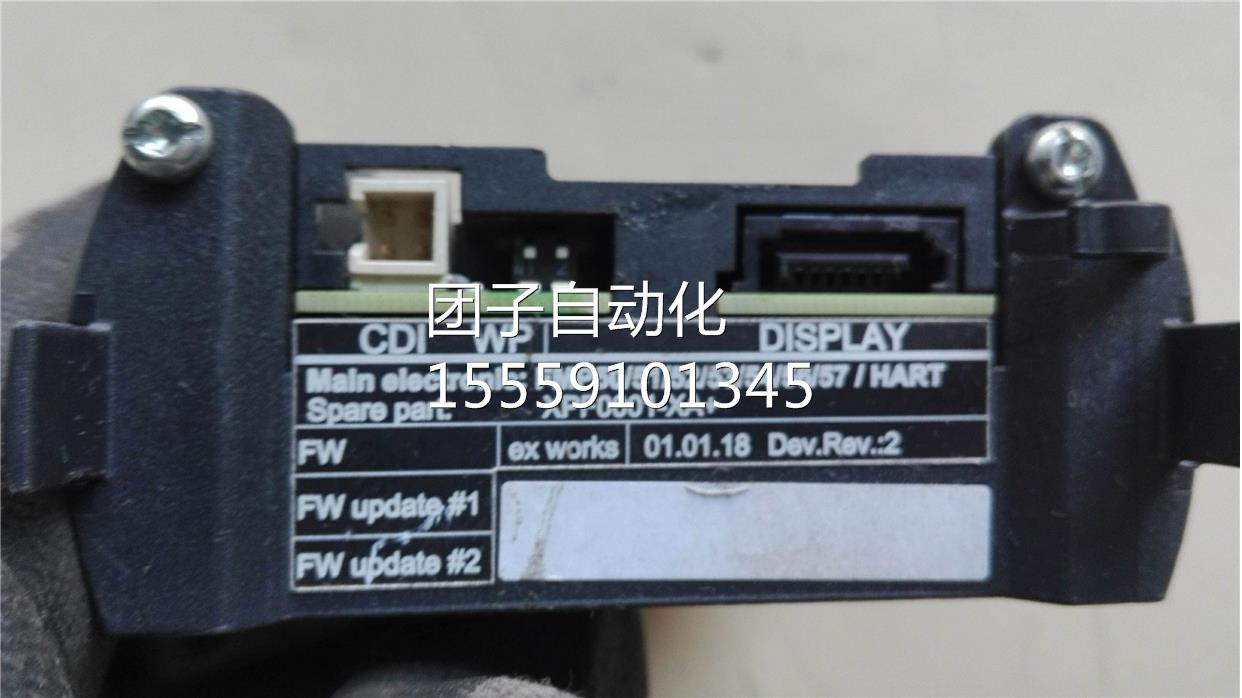 团子自动化
CDI WP DISPLAY
15559101345
Main electronic: /57 / HART
Spare part:
FW ex works 01.01.18 Dev.Rev.:2
FW update #1
FW update #2